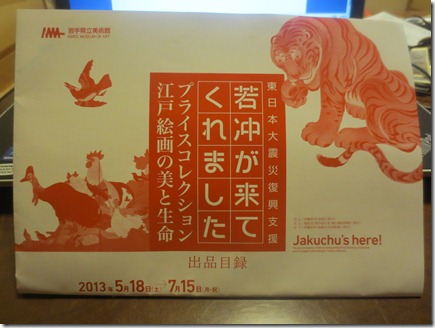 岩手県立美術館
IWATE MUSEUM OF ART
東日本大震災復興支援
若冲が来て
くれました
プライスコレクション
江戸絵画の美と生命
Jakuchu's here!
出品目録
2013年5月18日(土)－7月15日(月・祝)